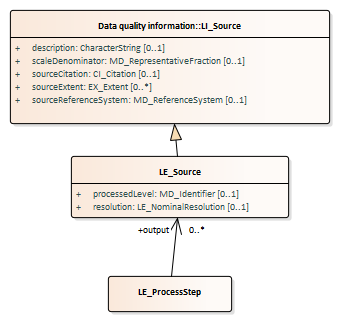 Data quality information::LI_Source
+ description: CharacterString [0..1]
+ scaleDenominator: MD_RepresentativeFraction [0..1]
+ sourceCitation: CI_Citation [0..1]
+ sourceExtent: EX_Extent [0..*]
+ sourceReferenceSystem: MD_ReferenceSystem [0..1]
LE_Source
+ processedLevel: MD_Identifier [0..1]
+ resolution: LE_NominalResolution [0..1]
+output 0..*
LE_ProcessStep